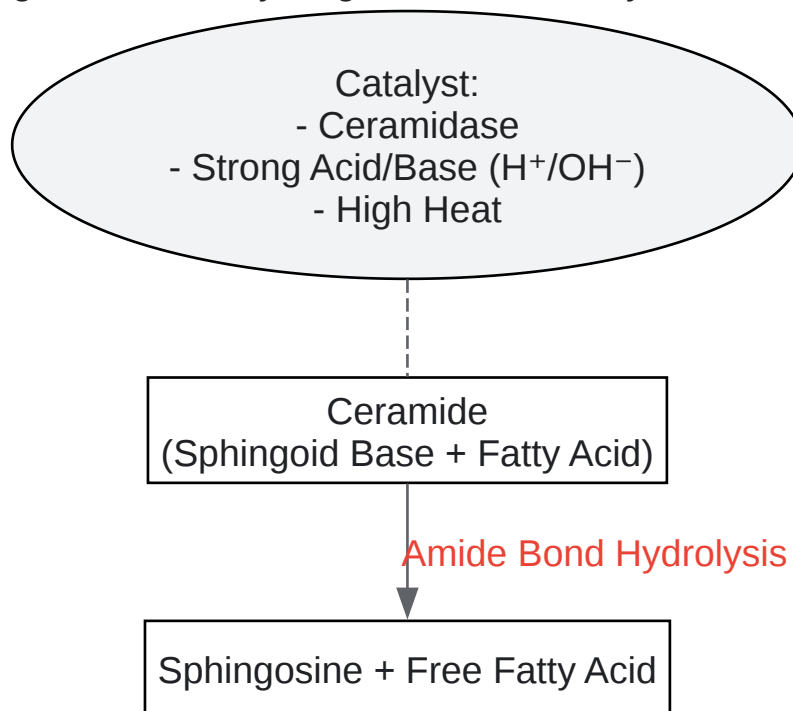 Catalyst:
- Ceramidase
- Strong Acid/Base (H⁺/OH⁻)
- High Heat
Ceramide
(Sphingoid Base + Fatty Acid)
Amide Bond Hydrolysis
Sphingosine + Free Fatty Acid